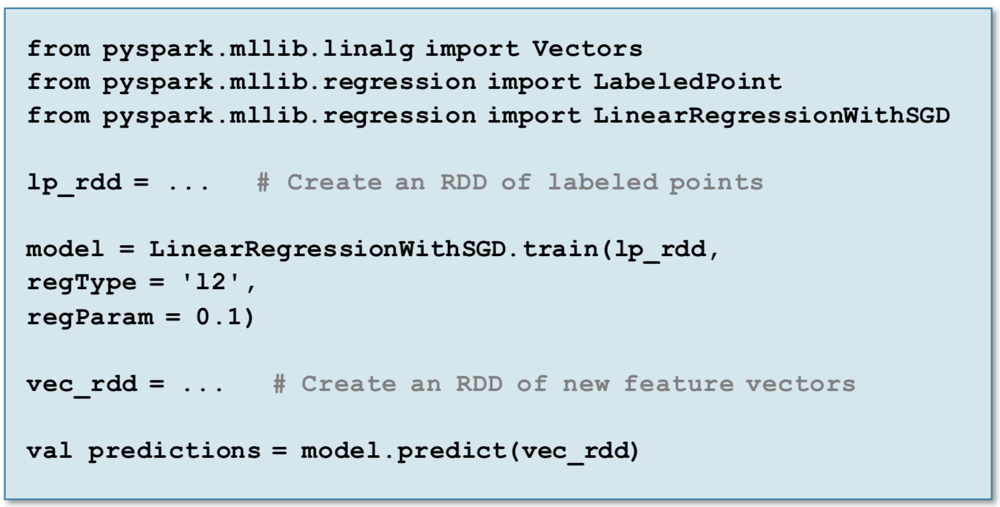 from pyspark.mllib.linalg import Vectors
from pyspark.mllib.regression import LabeledPoint
from pyspark.mllib.regression import LinearRegressionWithSGD
lp_rdd = ... # Create an RDD of labeled points
model = LinearRegressionWithSGD.train(lp_rdd,
regType = 'l2',
regParam = 0.1)
vec_rdd = ... # Create an RDD of new feature vectors
val predictions = model.predict(vec_rdd)